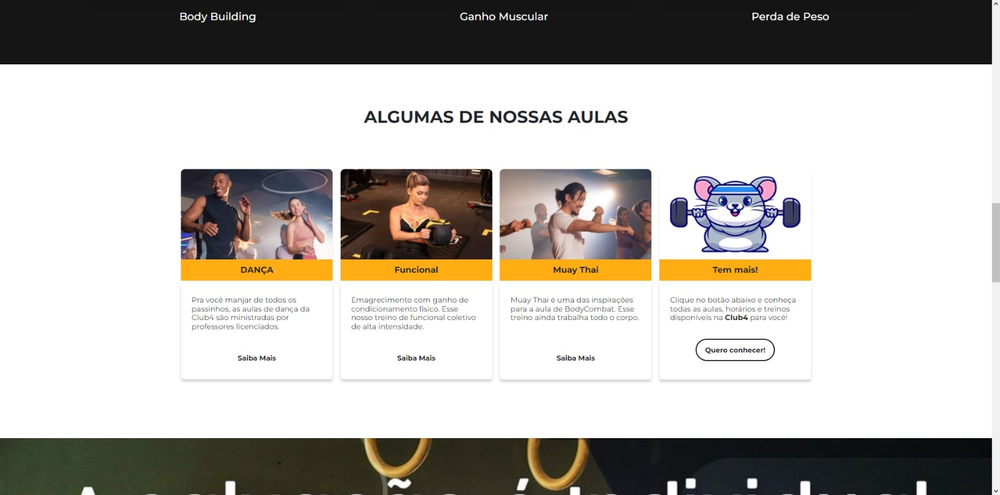 Body Building
Ganho Muscular
Perda de Peso
ALGUMAS DE NOSSAS AULAS
DANÇA
Pra você manjar de todos os
passinhos, as aulas de dança da
Club4 são ministradas por
professores licenciados.
Saiba Mais
Funcional
Emagrecimento com ganho de
condicionamento físico. Esse
nosso treino de funcional coletivo
de alta intensidade.
Saiba Mais
Muay Thai
Muay Thai é uma das inspirações
para a aula de BodyCombat. Esse
treino ainda trabalha todo o corpo.
Saiba Mais
Tem mais!
Clique no botão abaixo e conheça
todas as aulas, horários e treinos
disponíveis na Club4 para você!
Quero conhecer!